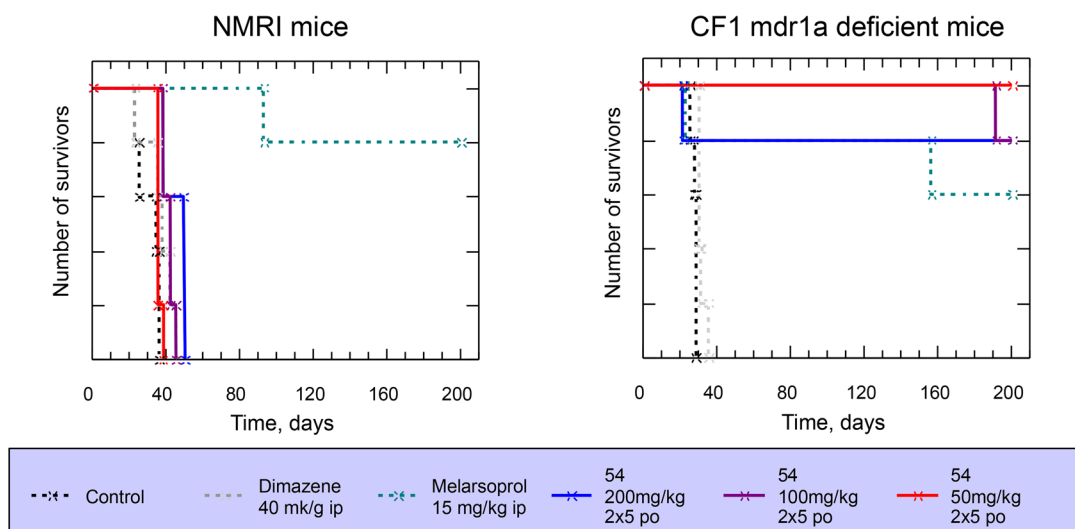 NMRI mice
CF1 mdr1a deficient mice
Number of survivors
Number of survivors
0 40 80 120 160 200
0 40 80 120 160 200
Time, days
Time, days
Control
Dimazene
40 mk/g ip
Melarsoprol
15 mg/kg ip
54
200mg/kg
2x5 po
54
100mg/kg
2x5 po
54
50mg/kg
2x5 po